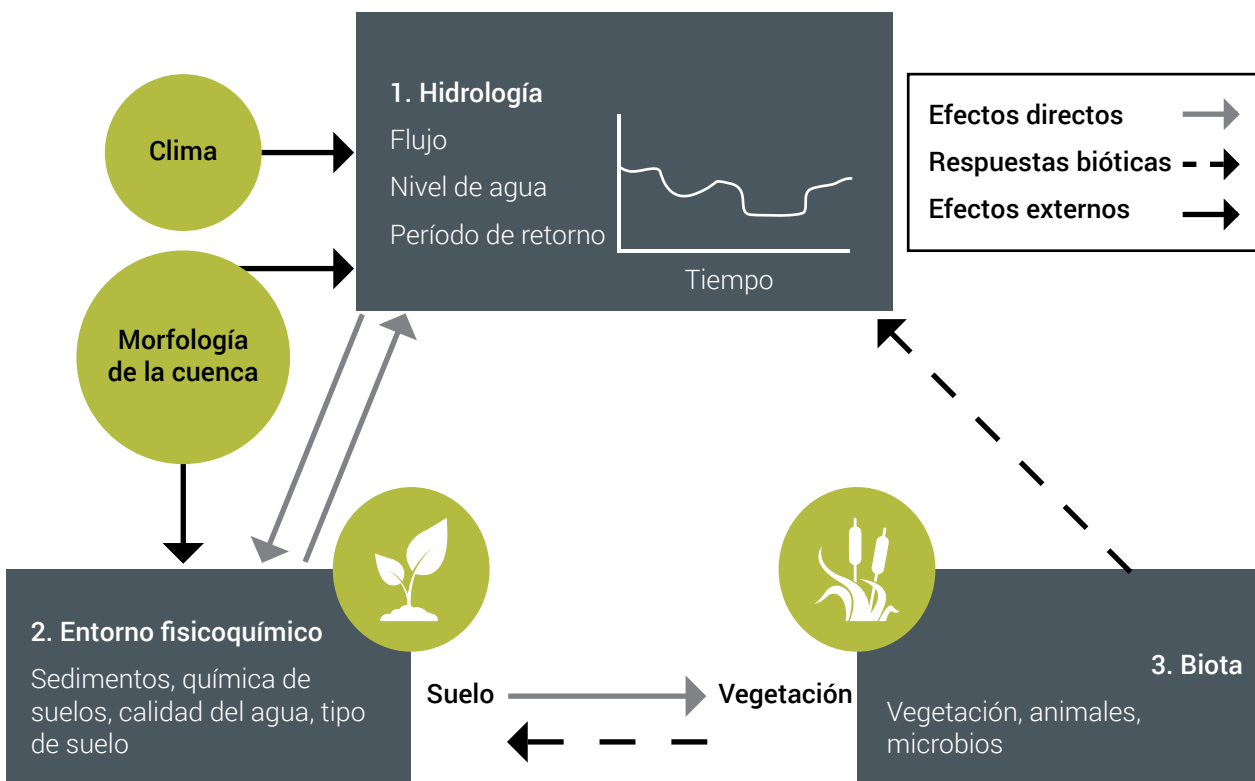 Clima
Morfología
de la cuenca
1. Hidrología
Flujo
Nivel de agua
Período de retorno
Tiempo
Efectos directos
Respuestas bióticas
Efectos externos
2. Entorno fisicoquímico
Sedimentos, química de
suelos, calidad del agua, tipo
de suelo
Suelo
Vegetación
3. Biota
Vegetación, animales,
microbios